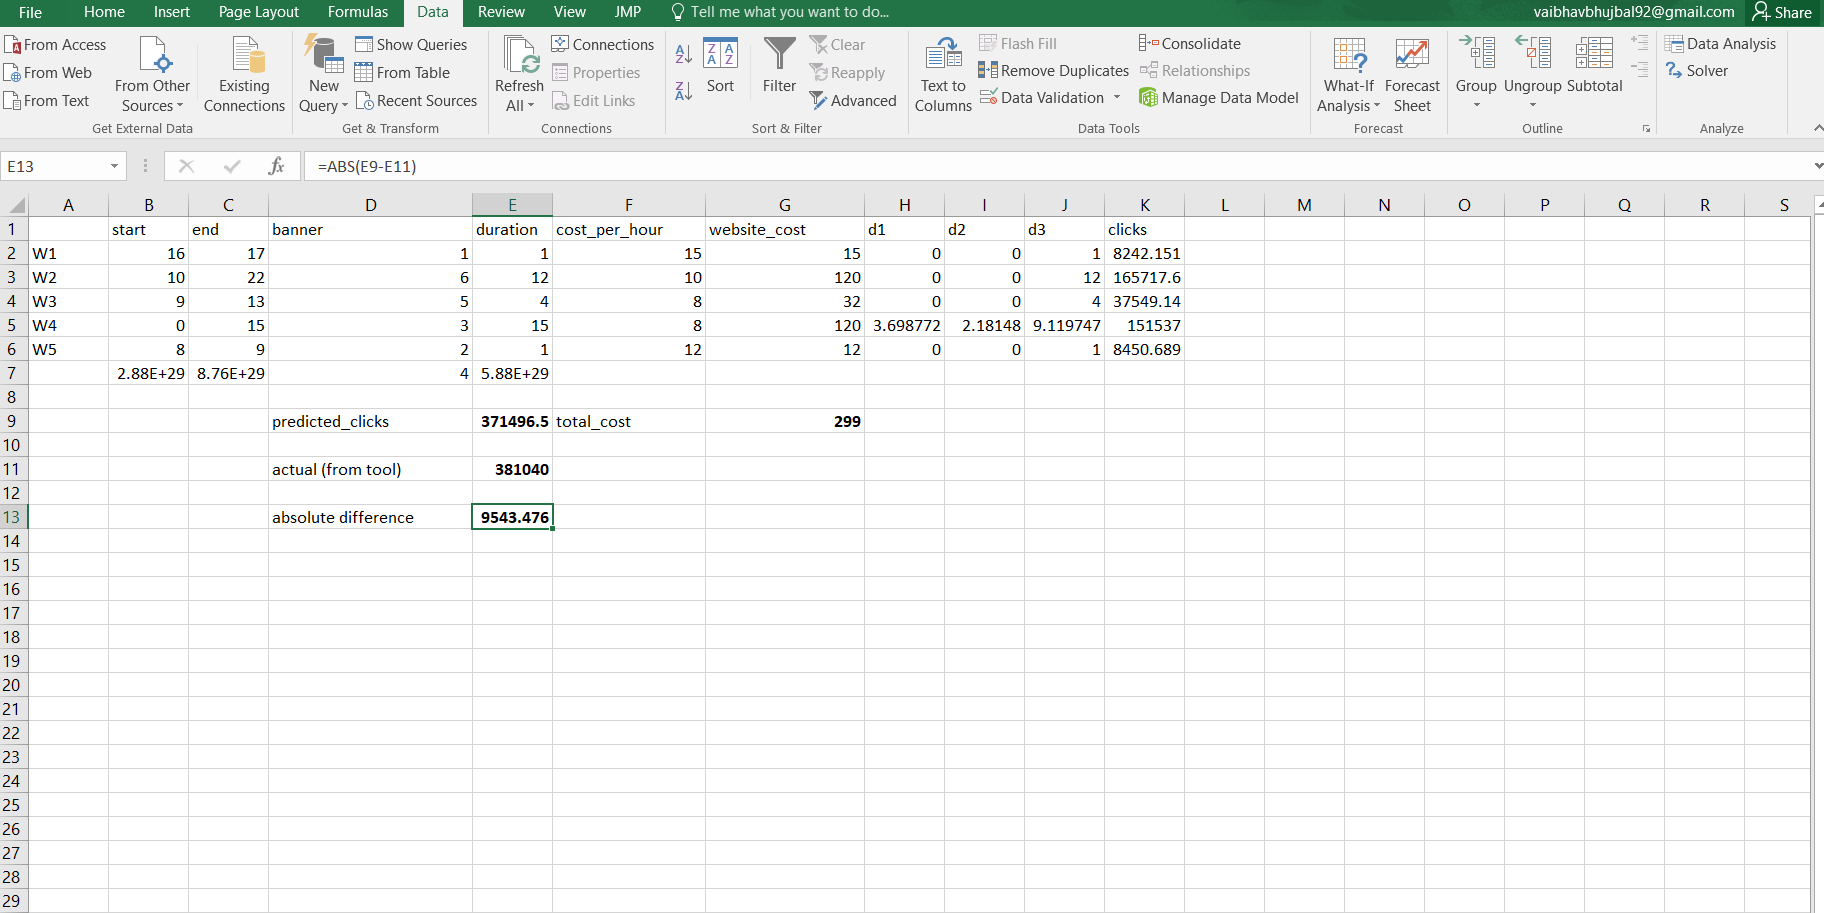 File Home Insert Page Layout Formulas Data Review View JMP Tell me what you want to do... vaibhavbhujbal92@gmail.com Share
From Access
From Web
From Text
From Other Sources
Existing Connections
Get External Data
New Query
Show Queries
From Table
Recent Sources
Get & Transform
Refresh All
Connections
Properties
Edit Links
Connections
Sort
Filter
Clear
Reapply
Advanced
Sort & Filter
Text to Columns
Flash Fill
Remove Duplicates
Data Validation
Consolidate
Relationships
Manage Data Model
Data Tools
What-If Analysis
Forecast Sheet
Forecast
Group
Ungroup
Subtotal
Outline
Data Analysis
Solver
Analyze
E13 fx =ABS(E9-E11)
A B C D E F G H I J K L M N O P Q R S
1 start end banner duration cost_per_hour website_cost d1 d2 d3 clicks
2 W1 16 17 1 1 15 15 0 0 1 8242.151
3 W2 10 22 6 12 10 120 0 0 12 165717.6
4 W3 9 13 5 4 8 32 0 0 4 37549.14
5 W4 0 15 3 15 8 120 3.698772 2.18148 9.119747 151537
6 W5 8 9 2 1 12 12 0 0 1 8450.689
7 2.88E+29 8.76E+29 4 5.88E+29
8
9 predicted_clicks 371496.5 total_cost 299
10
11 actual (from tool) 381040
12
13 absolute difference 9543.476
14
15
16
17
18
19
20
21
22
23
24
25
26
27
28
29